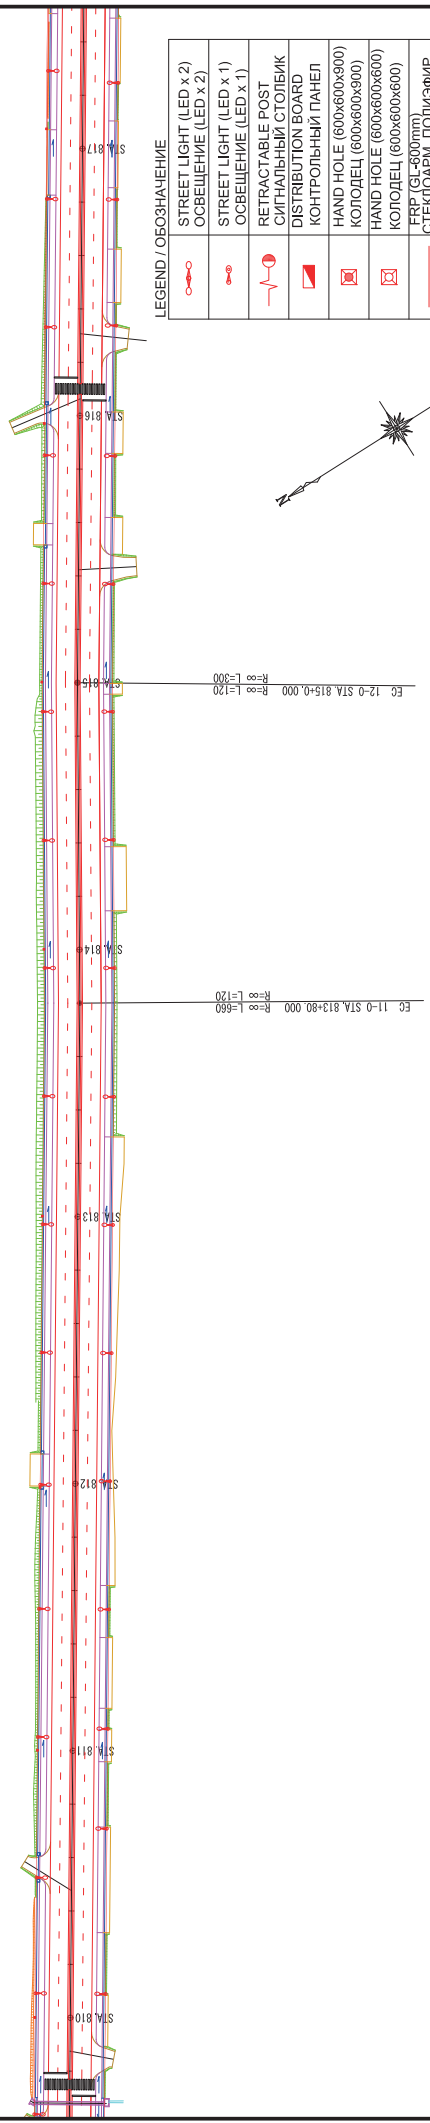 LEGEND / ОБОЗНАЧЕНИЕ
STREET LIGHT (LED x 2)
ОСВЕЩЕНИЕ (LED x 2)
STREET LIGHT (LED x 1)
ОСВЕЩЕНИЕ (LED x 1)
RETRACTABLE POST
СИГНАЛЬНЫЙ СТОЛБИК
DISTRIBUTION BOARD
КОНТРОЛЬНЫЙ ПАНЕЛ
HAND HOLE (600x600x900)
КОЛОДЕЦ (600x600x900)
HAND HOLE (600x600x600)
КОЛОДЕЦ (600x600x600)
FRP (GL-600mm)
СТЕКЛОАРМ. ПОЛИЭФИР
N
STA. 817
STA. 816
STA. 815
EC 12-0 STA. 815+0. 000
R=∞ L=120
R=∞ L=300
STA. 814
EC 11-0 STA. 813+80. 000
R=∞ L=660
R=∞ L=120
STA. 813
STA. 812
STA. 811
STA. 810